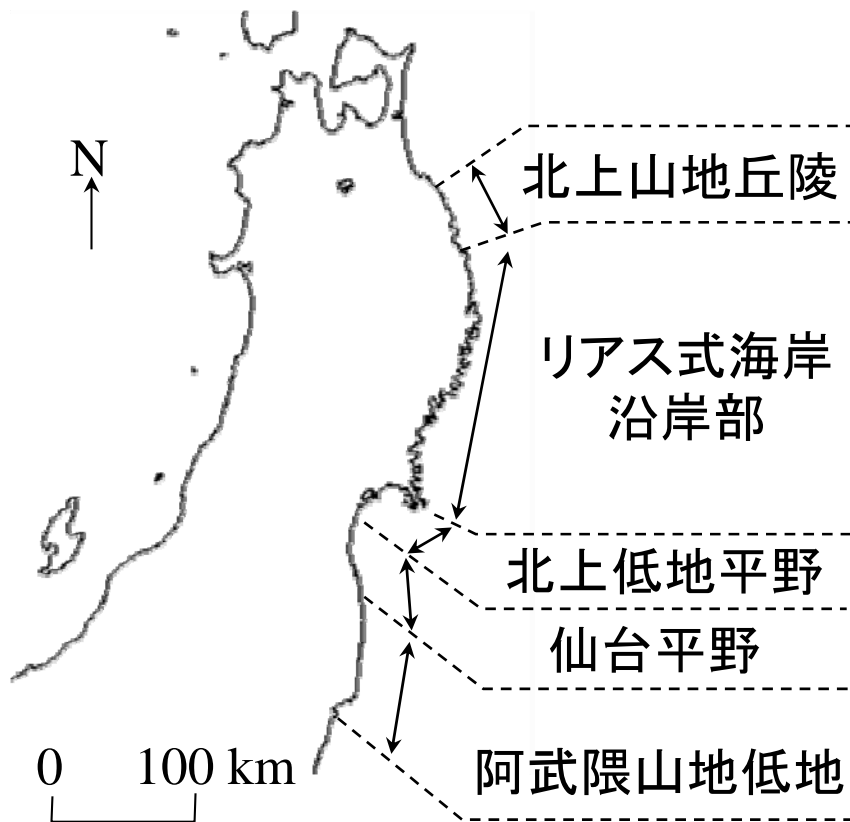 N
北上山地丘陵
リアス式海岸
沿岸部
北上低地平野
仙台平野
阿武隈山地低地
0 100 km